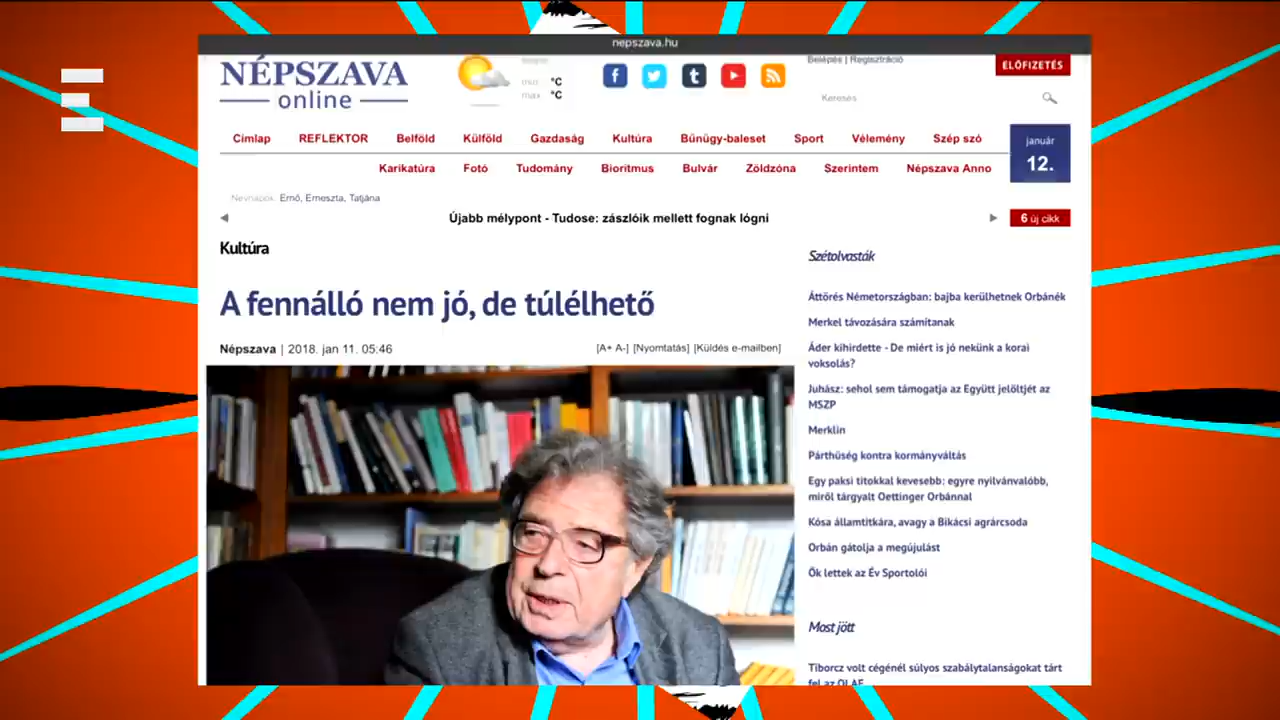 nepszava.hu
NÉPSZAVA
online
min °C
max °C
Belépés | Regisztráció
ELŐFIZETÉS
Keresés
Címlap REFLEKTOR Belföld Külföld Gazdaság Kultúra Bűnügy-baleset Sport Vélemény Szép szó
Karikatúra Fotó Tudomány Bioritmus Bulvár Zöldzóna Szerintem Népszava Anno
január
12.
Névnapok: Ernő, Erneszta, Tatjána
Újabb mélypont - Tudose: zászlóik mellett fognak lógni
6 új cikk
Kultúra
A fennálló nem jó, de túlélhető
Népszava | 2018. jan 11. 05:46
[A+ A-] [Nyomtatás] [Küldés e-mailben]
Szétolvasták
Áttörés Németországban: bajba kerülhetnek Orbánék
Merkel távozására számítanak
Áder kihirdette - De miért is jó nekünk a korai
voksolás?
Juhász: sehol sem támogatja az Együtt jelöltjét az
MSZP
Merklin
Párthűség kontra kormányváltás
Egy paksi titokkal kevesebb: egyre nyilvánvalóbb,
miről tárgyalt Oettinger Orbánnal
Kósa államtitkára, avagy a Bikácsi agrárcsoda
Orbán gátolja a megújulást
Ők lettek az Év Sportolói
Most jött
Tiborcz volt cégénél súlyos szabálytalanságokat tárt
fel az OLAF